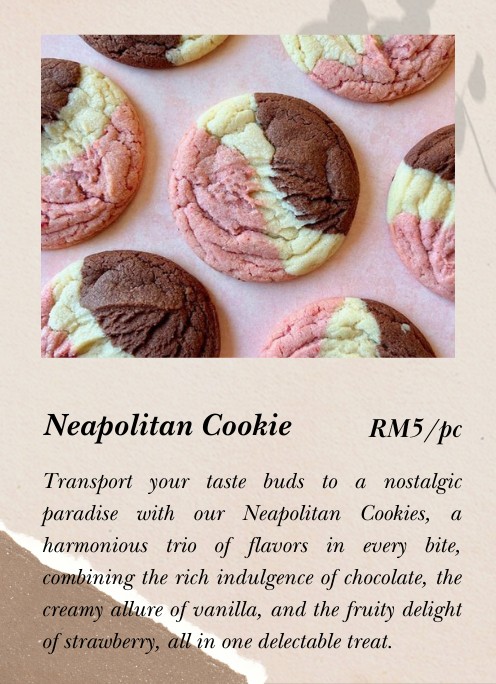 Neapolitan Cookie RM5/pc
Transport your taste buds to a nostalgic
paradise with our Neapolitan Cookies, a
harmonious trio of flavors in every bite,
combining the rich indulgence of chocolate, the
creamy allure of vanilla, and the fruity delight
of strawberry, all in one delectable treat.